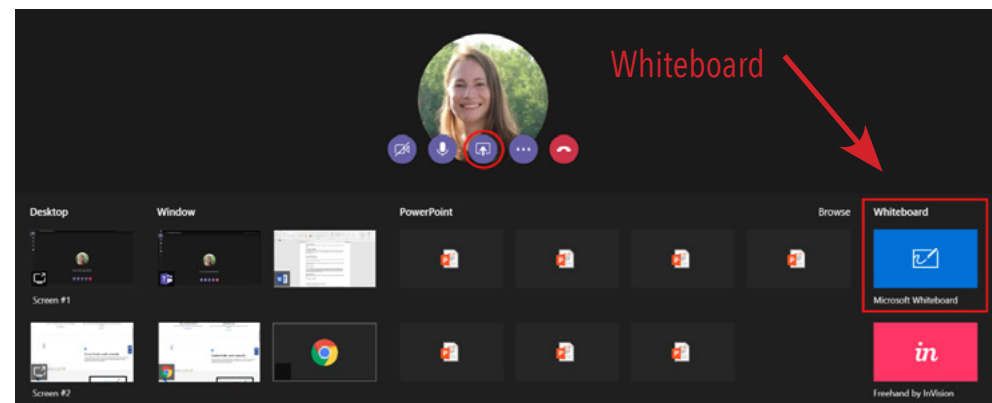 Whiteboard
Desktop Window PowerPoint Browse Whiteboard
Screen #1 Microsoft Whiteboard
in
Screen #2 Freehand by InVision